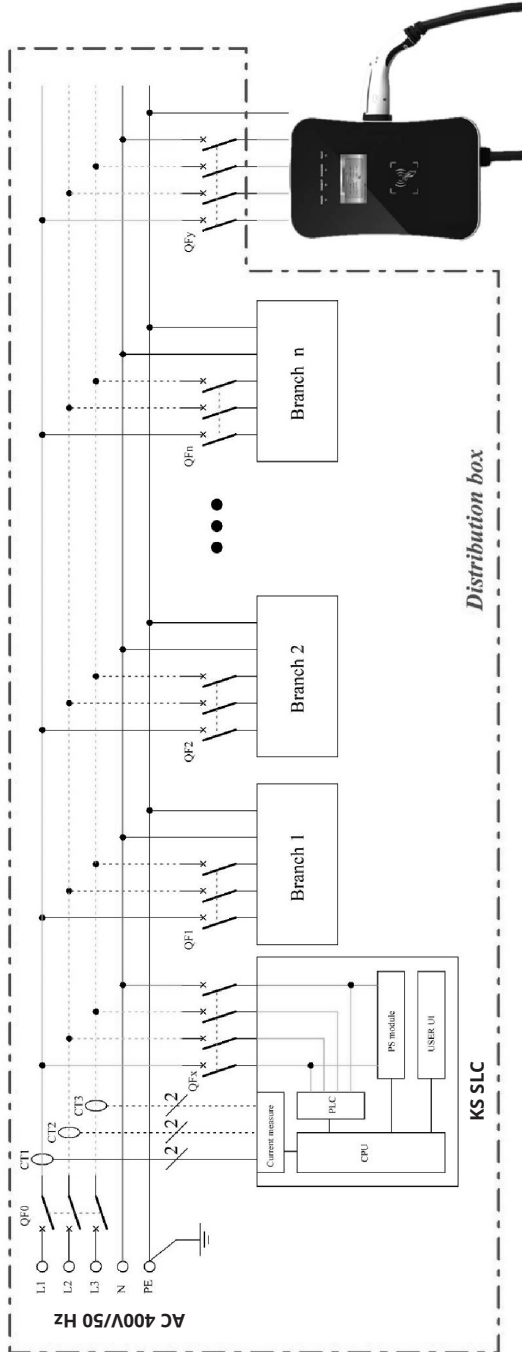 AC 400V/50 Hz
L1
L2
L3
N
PE
QF0
CT1
CT2
CT3
2
2
2
QFx
Current measure
PLC
CPU
PS module
USER UI
KS SLC
QF1
Branch 1
QF2
Branch 2
QFn
Branch n
QFy
Distribution box